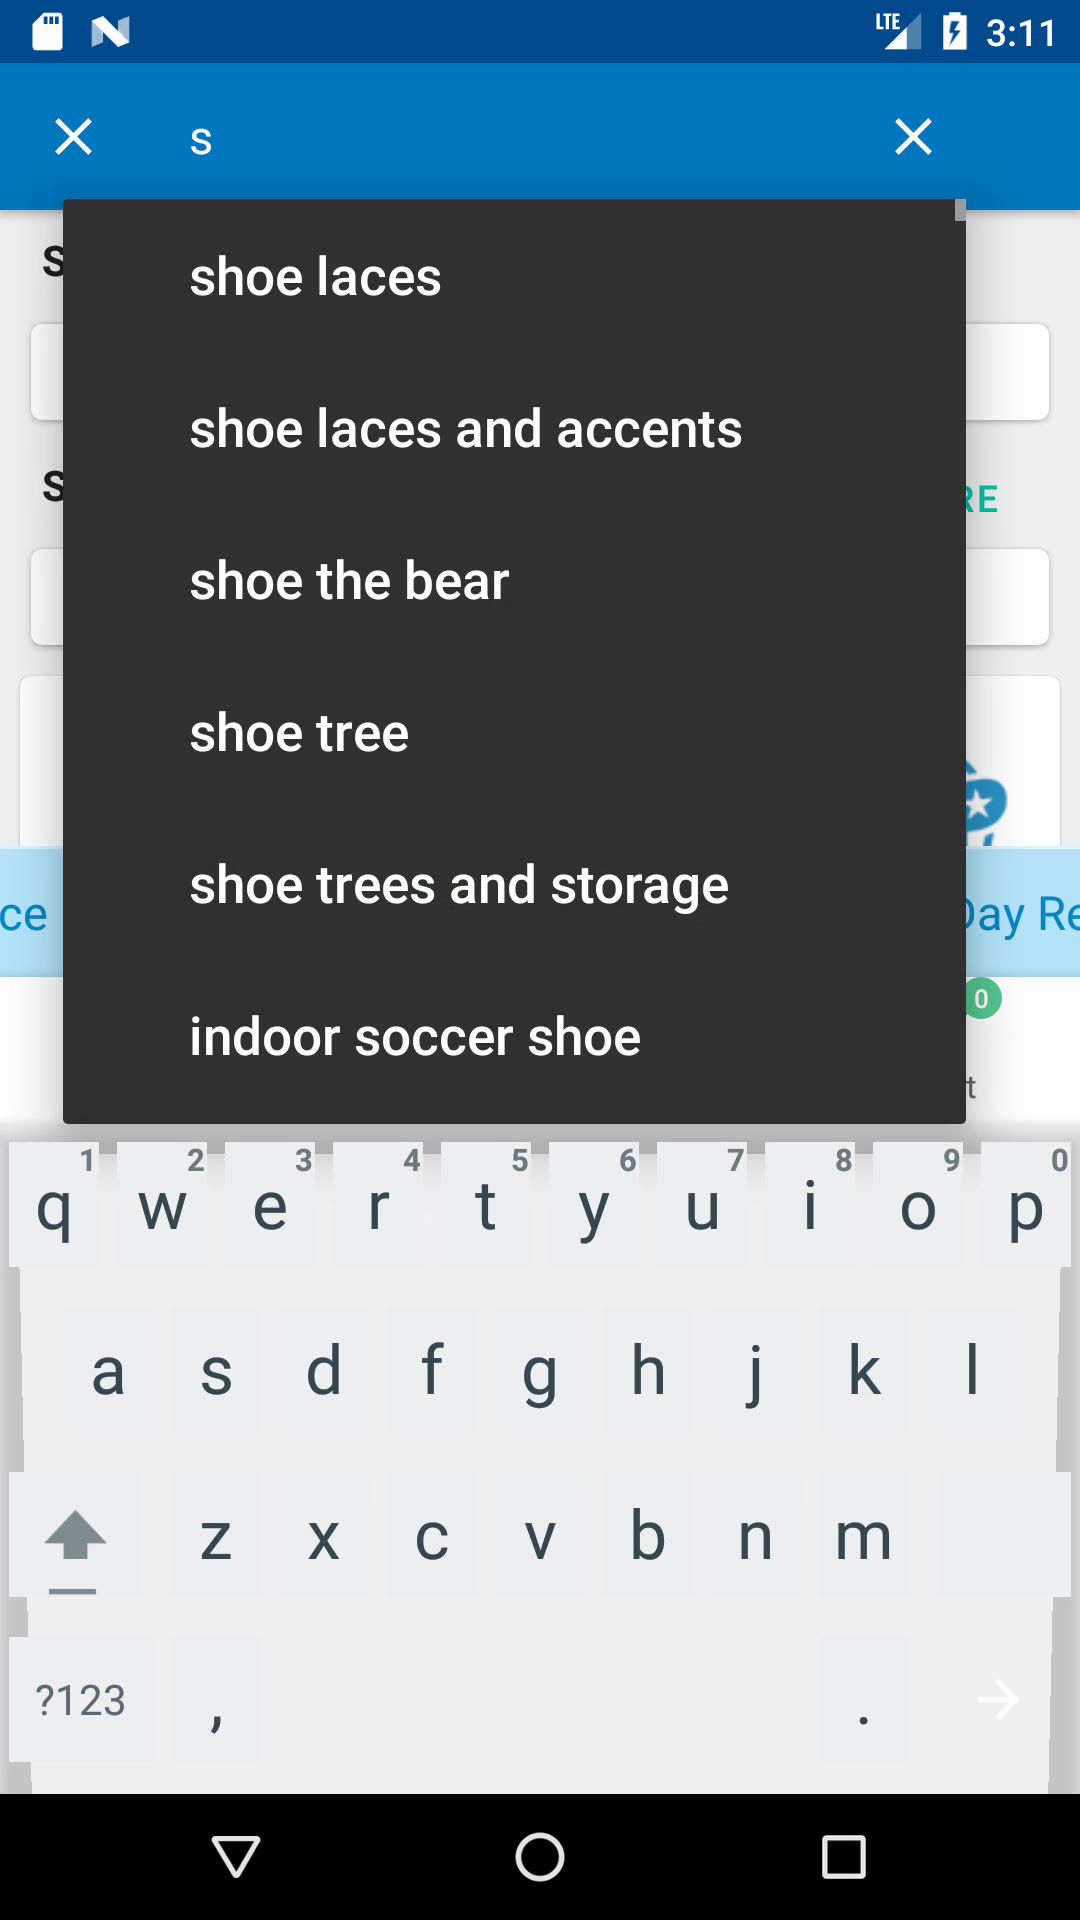 LTE 3:11
s
S
shoe laces
shoe laces and accents
S
RE
shoe the bear
shoe tree
shoe trees and storage
ce
Day Re
indoor soccer shoe
0
t
1 2 3 4 5 6 7 8 9 0
q w e r t y u i o p
a s d f g h j k l
z x c v b n m
?123 , .